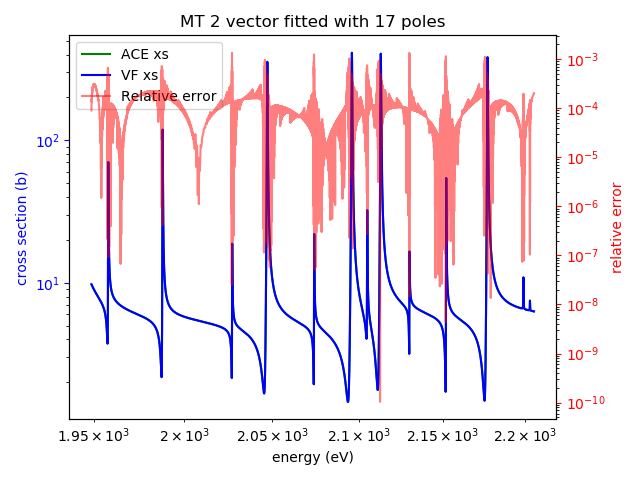 MT 2 vector fitted with 17 poles
ACE xs
VF xs
Relative error
cross section (b)
10²
10¹
relative error
10⁻³
10⁻⁴
10⁻⁵
10⁻⁶
10⁻⁷
10⁻⁸
10⁻⁹
10⁻¹⁰
1.95×10³ 2×10³ 2.05×10³ 2.1×10³ 2.15×10³ 2.2×10³
energy (eV)